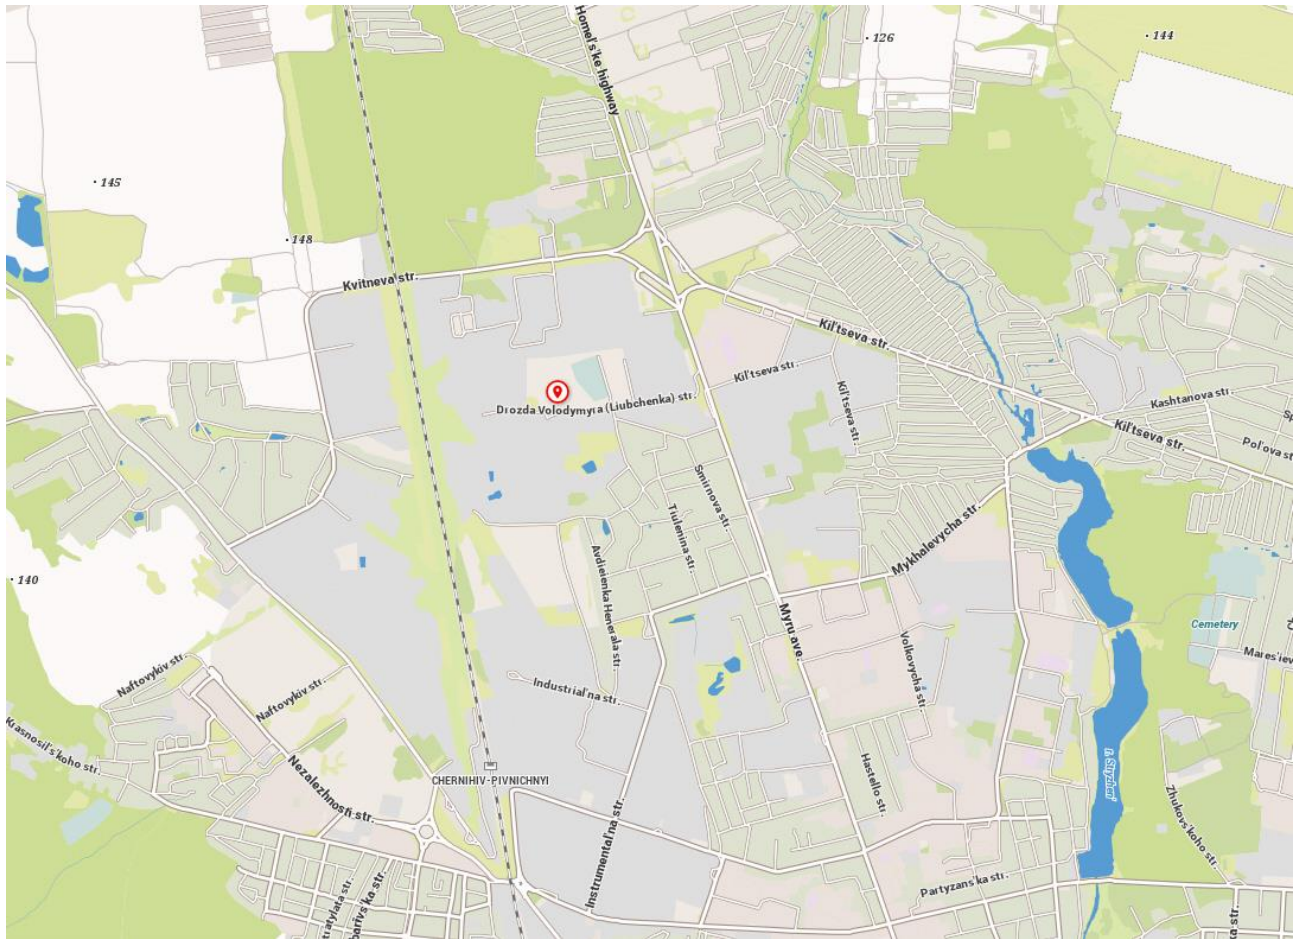 Homel's'ke highway
126
144
145
148
Kvitneva str.
Kil'tseva str.
Kil'tseva str.
Kil'tseva str.
Drozda Volodymyra (Liubchenka) str.
Kashtanova str.
Kil'tseva str.
Pol'ova st
Smirnova str.
Tiulenina str.
Mykhalevycha str.
Avdieienka Henerala str.
140
Myru ave.
Cemetery
Volkovycha str.
Mares'iev
Naftovykiv str.
Naftovykiv str.
Industrial'na str.
Krasnosil's'koho str.
Nezalezhnosti str.
CHERNIHIV-PIVNICHNYI
Hastello str.
r. Stryzhen'
Zhukovs'koho str.
Instrumental'na str.
Partyzans'ka str.
ka str.